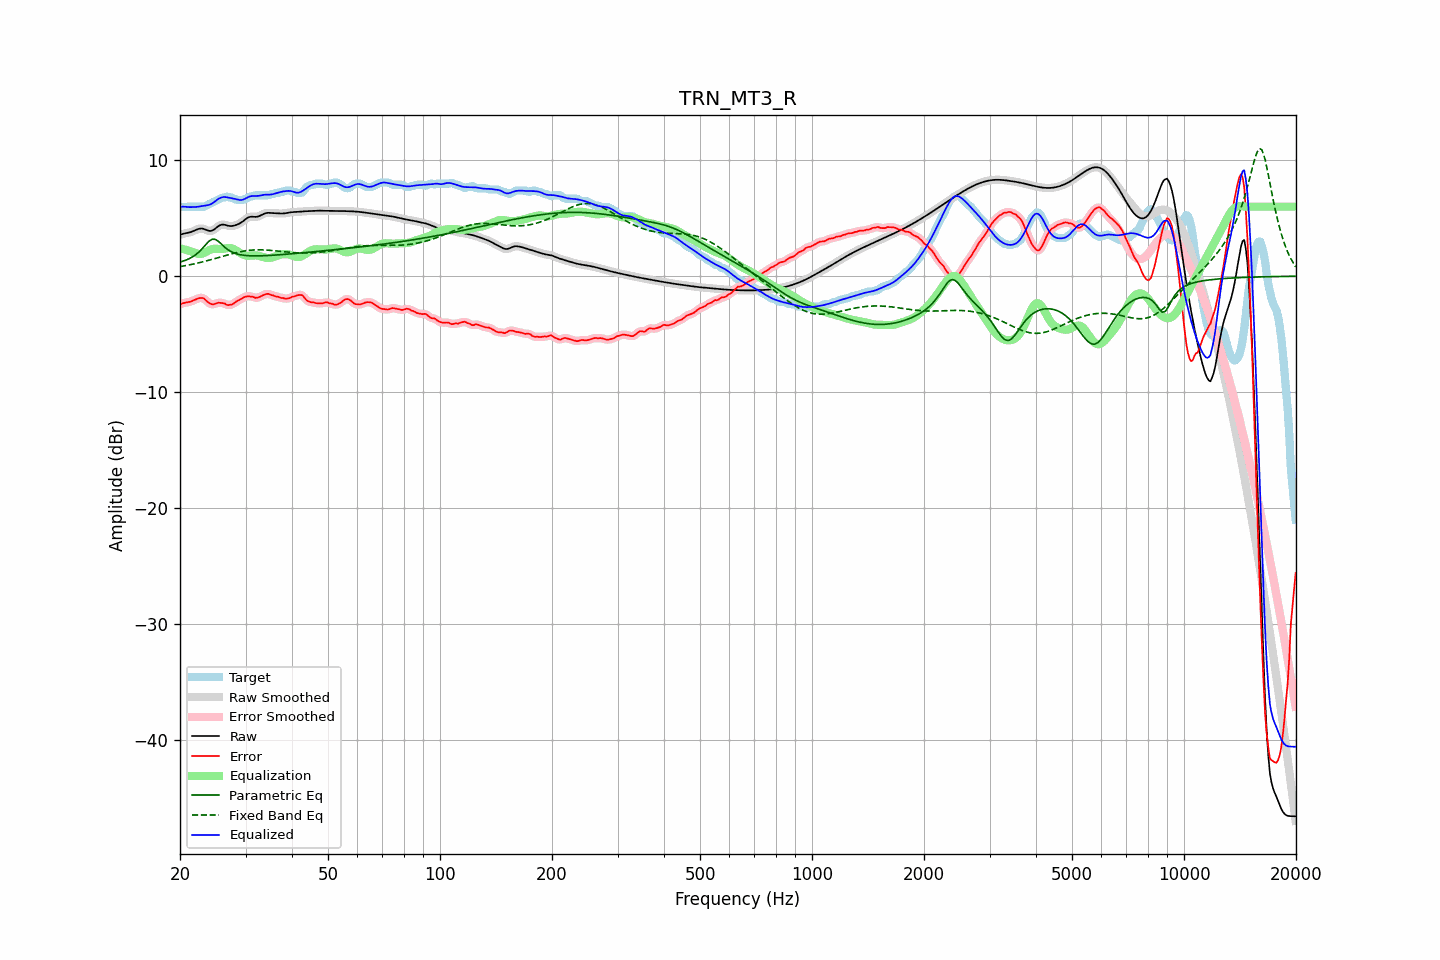 TRN_MT3_R
Amplitude (dBr)
10
0
−10
−20
−30
−40
Target
Raw Smoothed
Error Smoothed
Raw
Error
Equalization
Parametric Eq
Fixed Band Eq
Equalized
20 50 100 200 500 1000 2000 5000 10000 20000
Frequency (Hz)